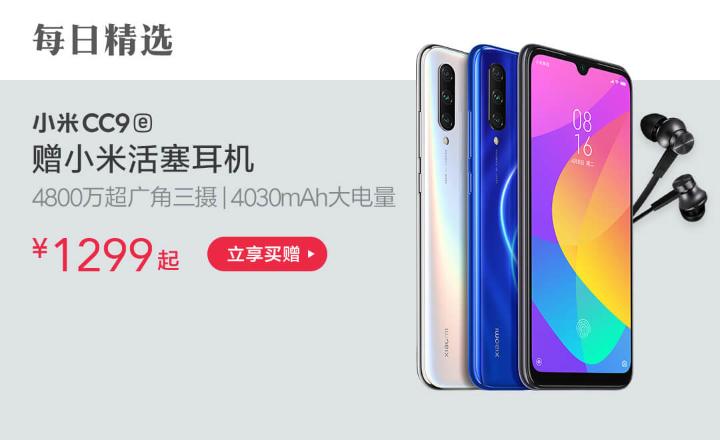 每日精选
小米CC9 e
赠小米活塞耳机
4800万超广角三摄 | 4030mAh大电量
¥1299起
立享买赠
08
16
xiaomi
xiaomi